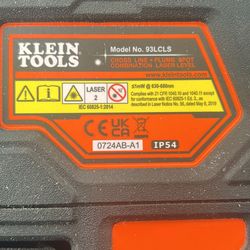 KLEIN
TOOLS
Model No. 93LCLS
CROSS LINE + PLUMB SPOT
COMBINATION LASER LEVEL
www.kleintools.com
LASER
2
IEC 60825-1:2014
≤1mW @ 630-680nm
Complies with 21 CFR 1040.10 and 1040.11 except
for conformance with IEC 60825-1 Ed. 3., as
described in Laser Notice No. 56, dated May 8, 2019
CE
UK
CA
0724AB-A1
IP54